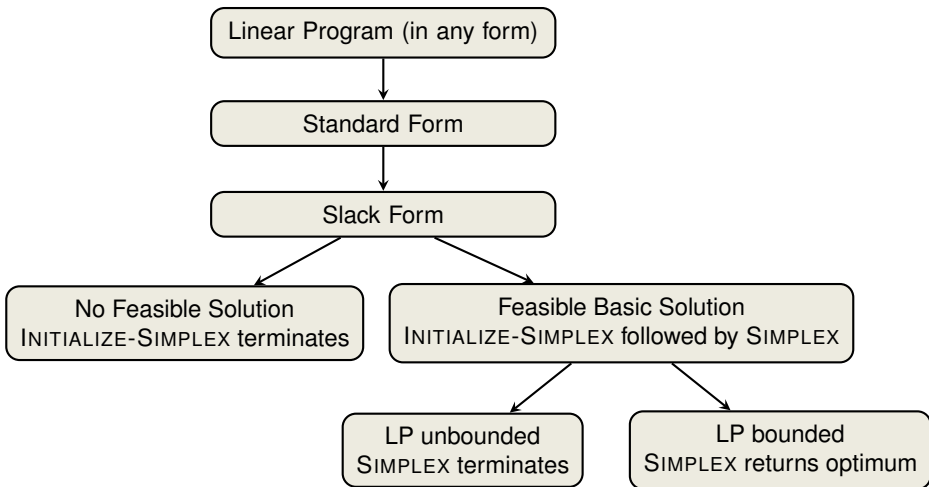 Linear Program (in any form)
Standard Form
Slack Form
No Feasible Solution
INITIALIZE-SIMPLEX terminates
Feasible Basic Solution
INITIALIZE-SIMPLEX followed by SIMPLEX
LP unbounded
SIMPLEX terminates
LP bounded
SIMPLEX returns optimum